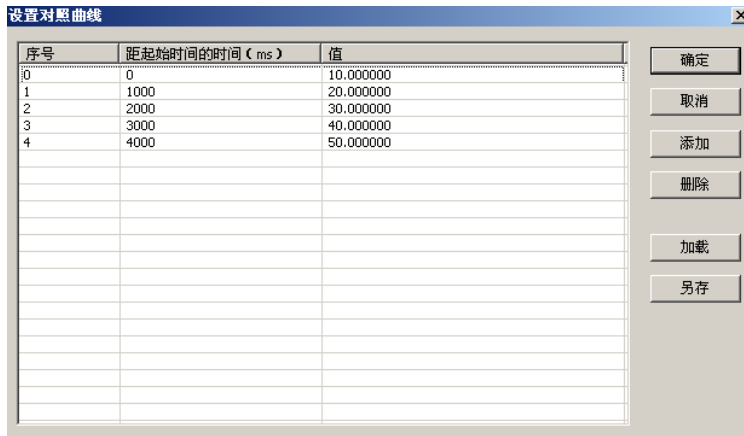 设置对照曲线
序号 距起始时间的时间(ms) 值
0 0 10.000000
1 1000 20.000000
2 2000 30.000000
3 3000 40.000000
4 4000 50.000000
确定
取消
添加
删除
加载
另存